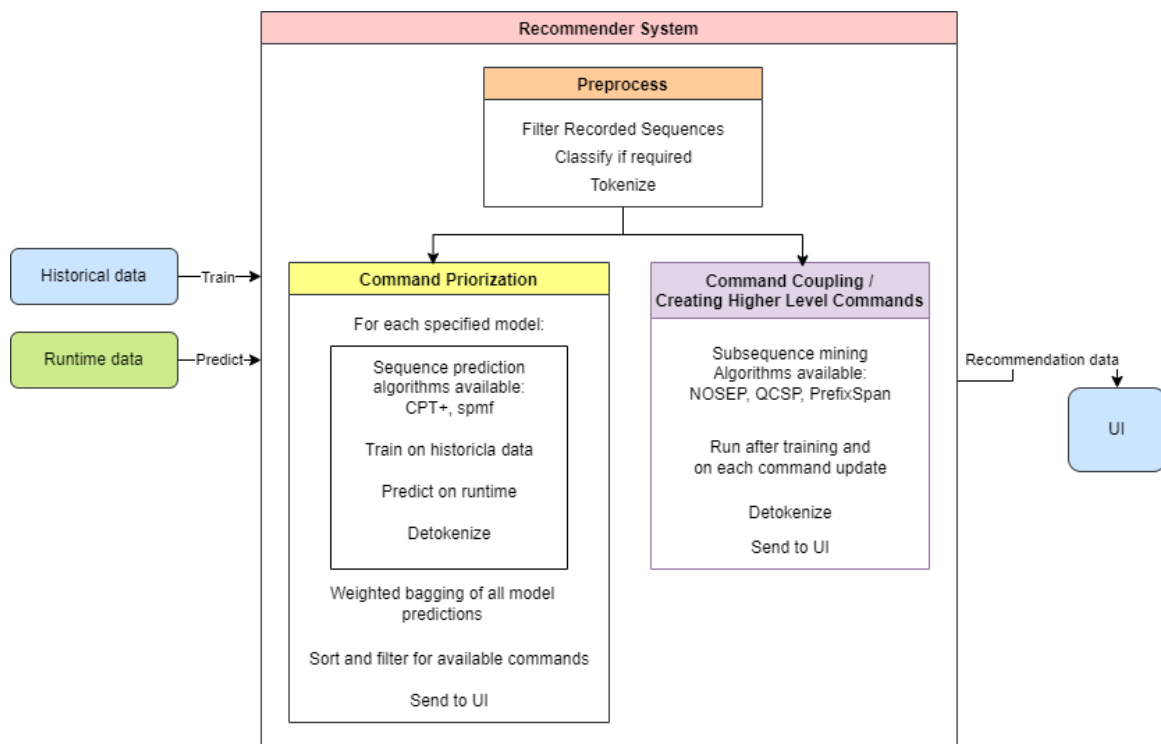 Recommender System
Preprocess
Filter Recorded Sequences
Classify if required
Tokenize
Historical data
Train
Runtime data
Predict
Command Priorization
For each specified model:
Sequence prediction
algorithms available:
CPT+, spmf
Train on historicla data
Predict on runtime
Detokenize
Weighted bagging of all model
predictions
Sort and filter for available commands
Send to UI
Command Coupling /
Creating Higher Level Commands
Subsequence mining
Algorithms available:
NOSEP, QCSP, PrefixSpan
Run after training and
on each command update
Detokenize
Send to UI
Recommendation data
UI